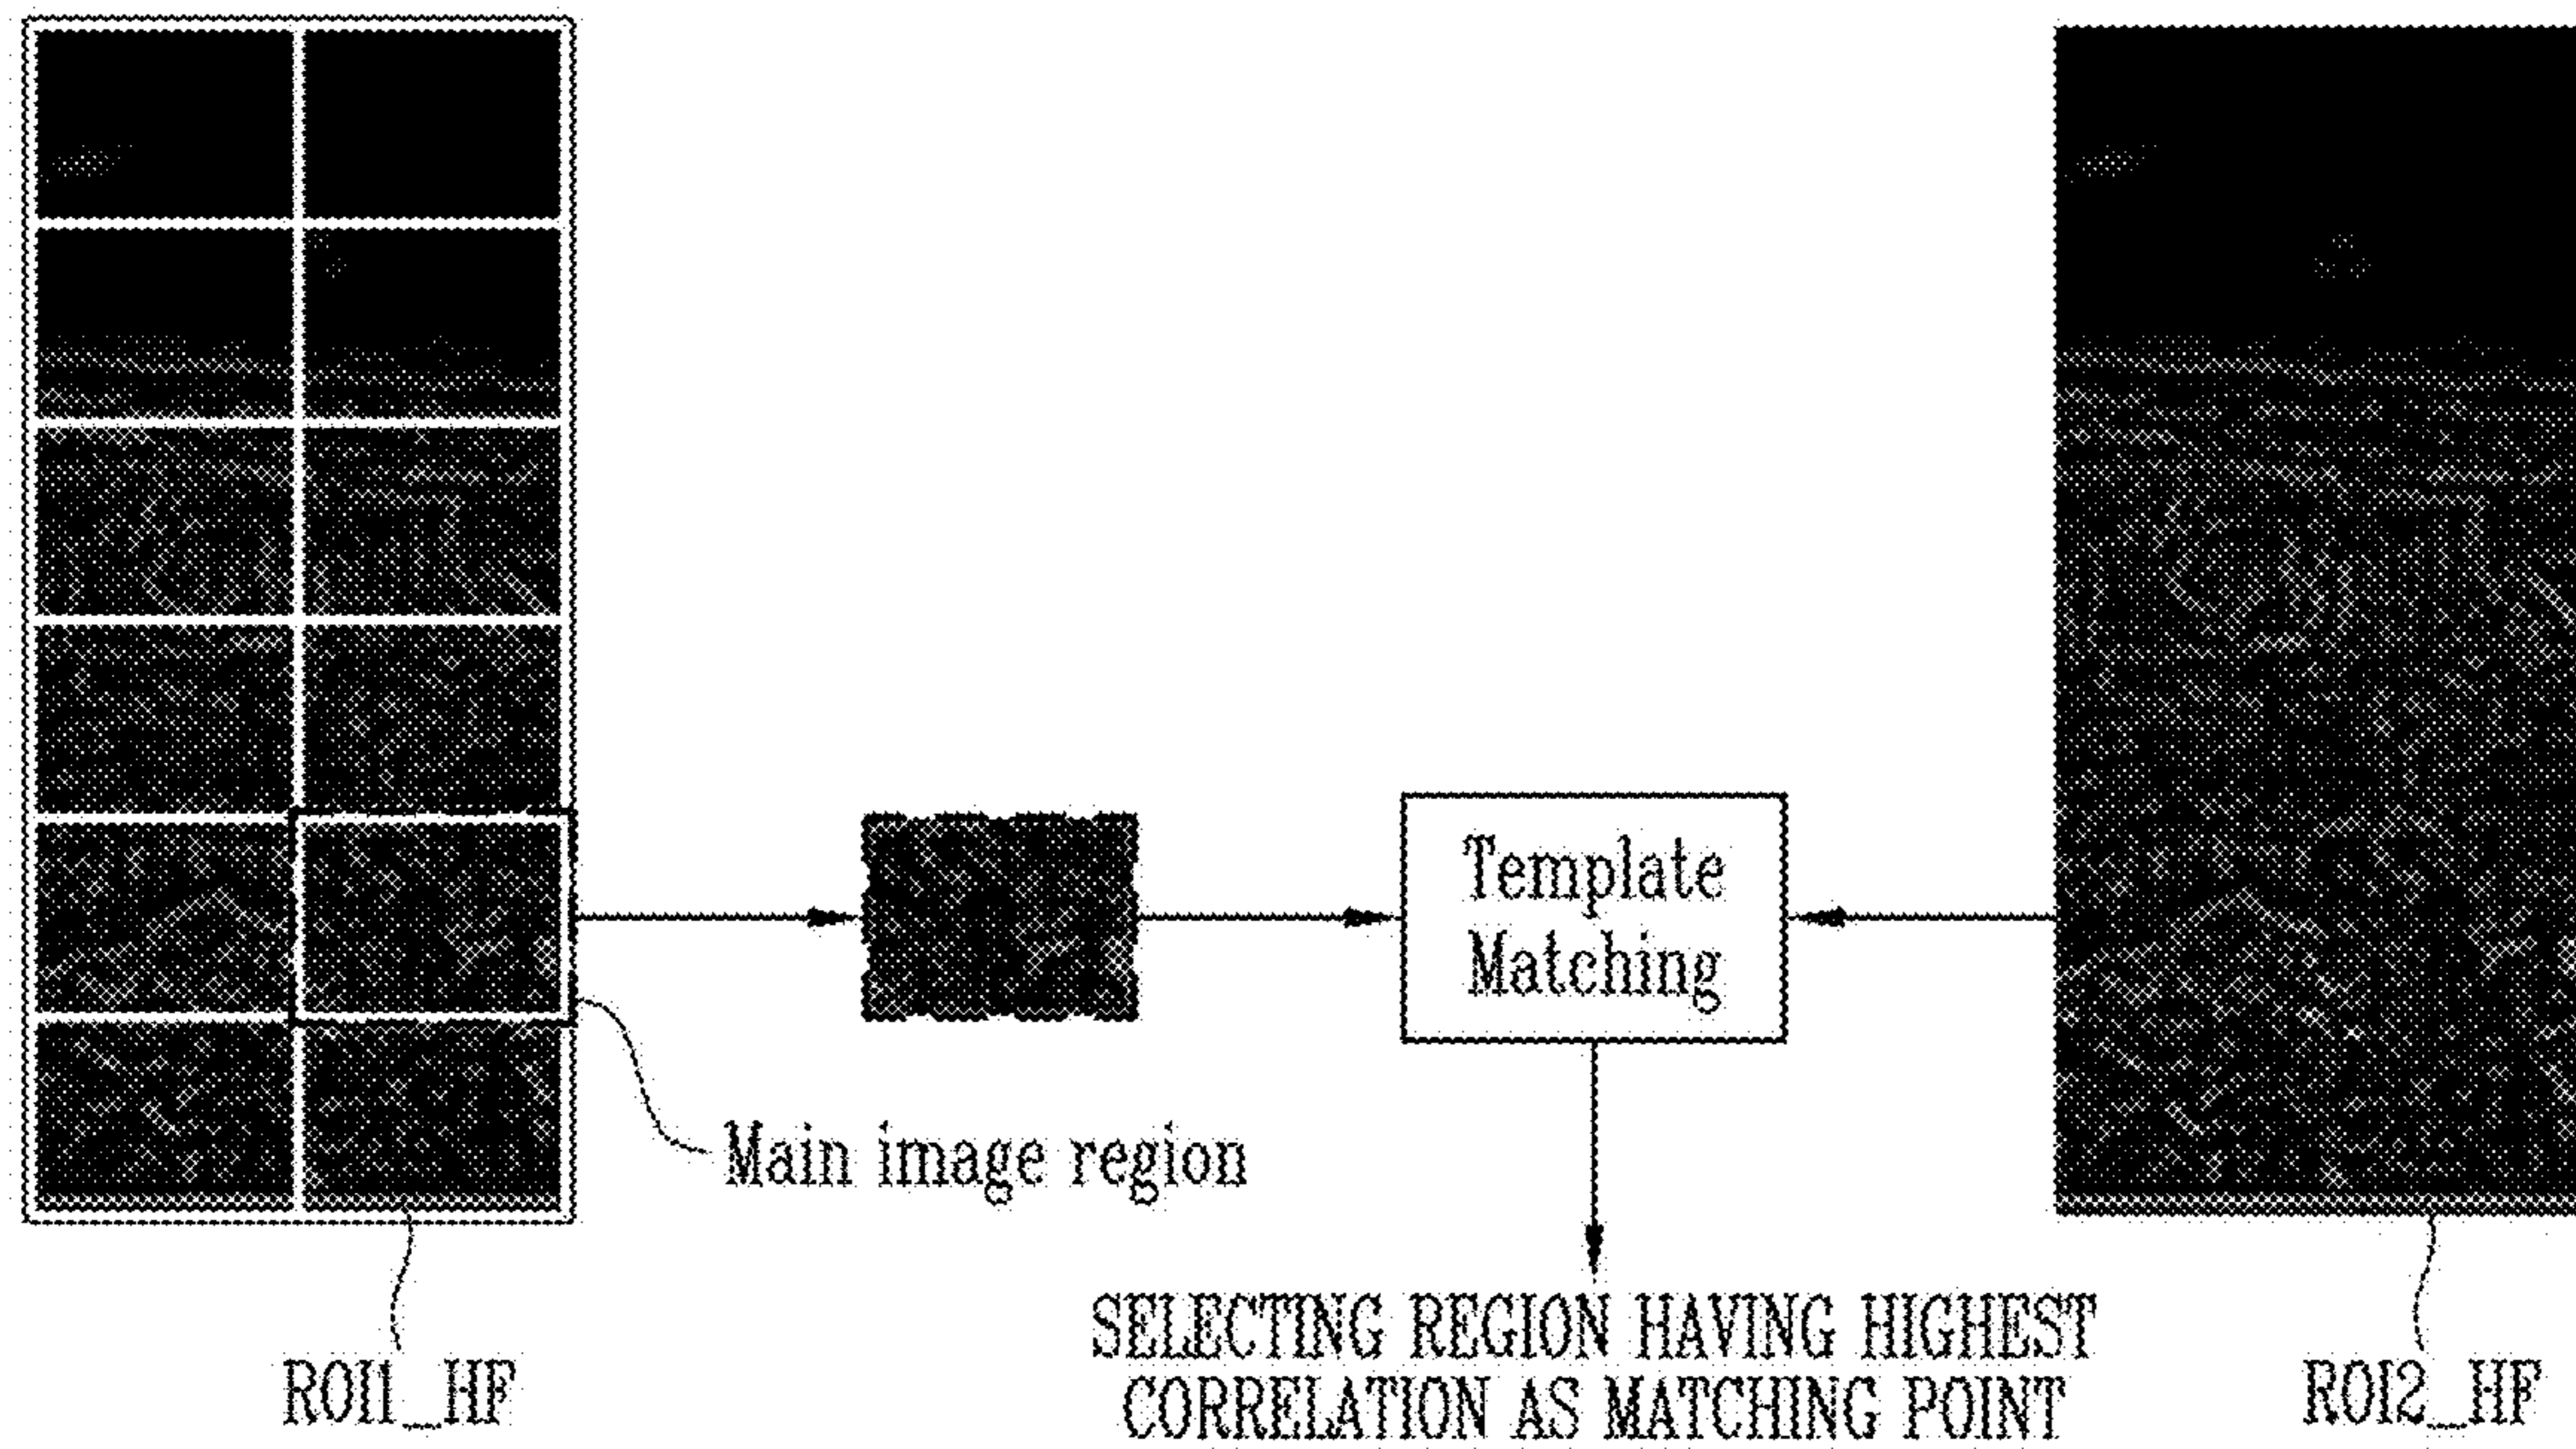 Template
Matching
Main image region
SELECTING REGION HAVING HIGHEST
CORRELATION AS MATCHING POINT
ROI1_HF
ROI2_HF